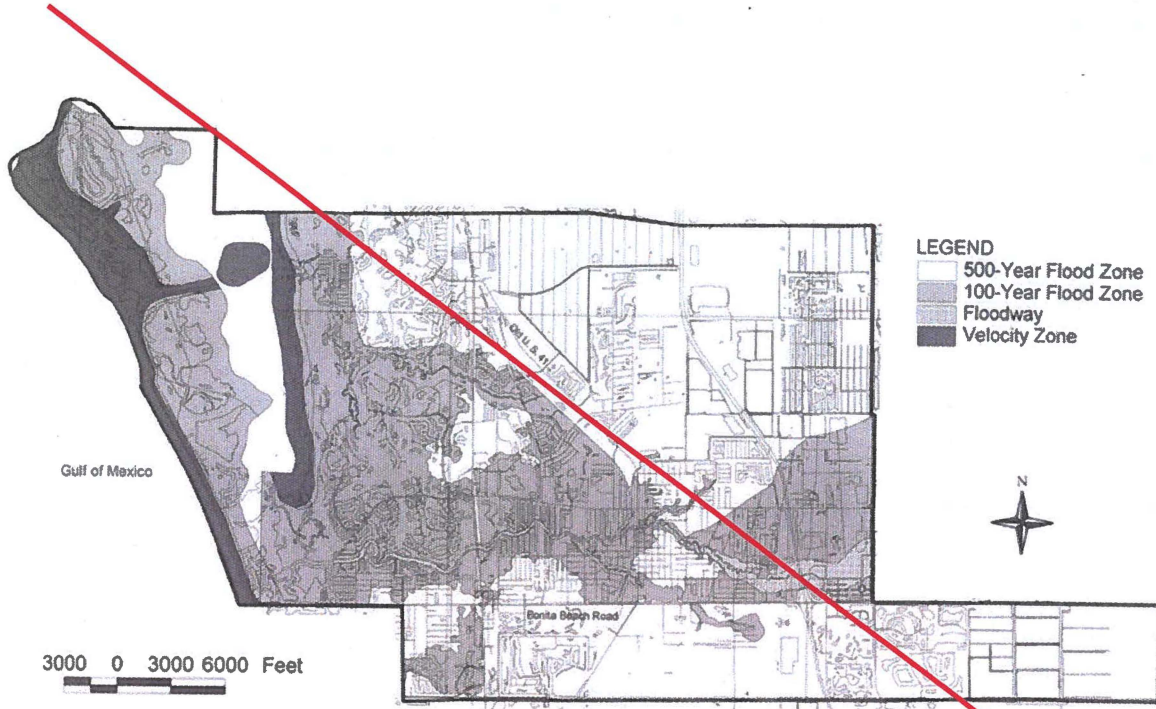 LEGEND
500-Year Flood Zone
100-Year Flood Zone
Floodway
Velocity Zone
Old U.S. 41
Gulf of Mexico
N
Bonita Beach Road
3000 0 3000 6000 Feet